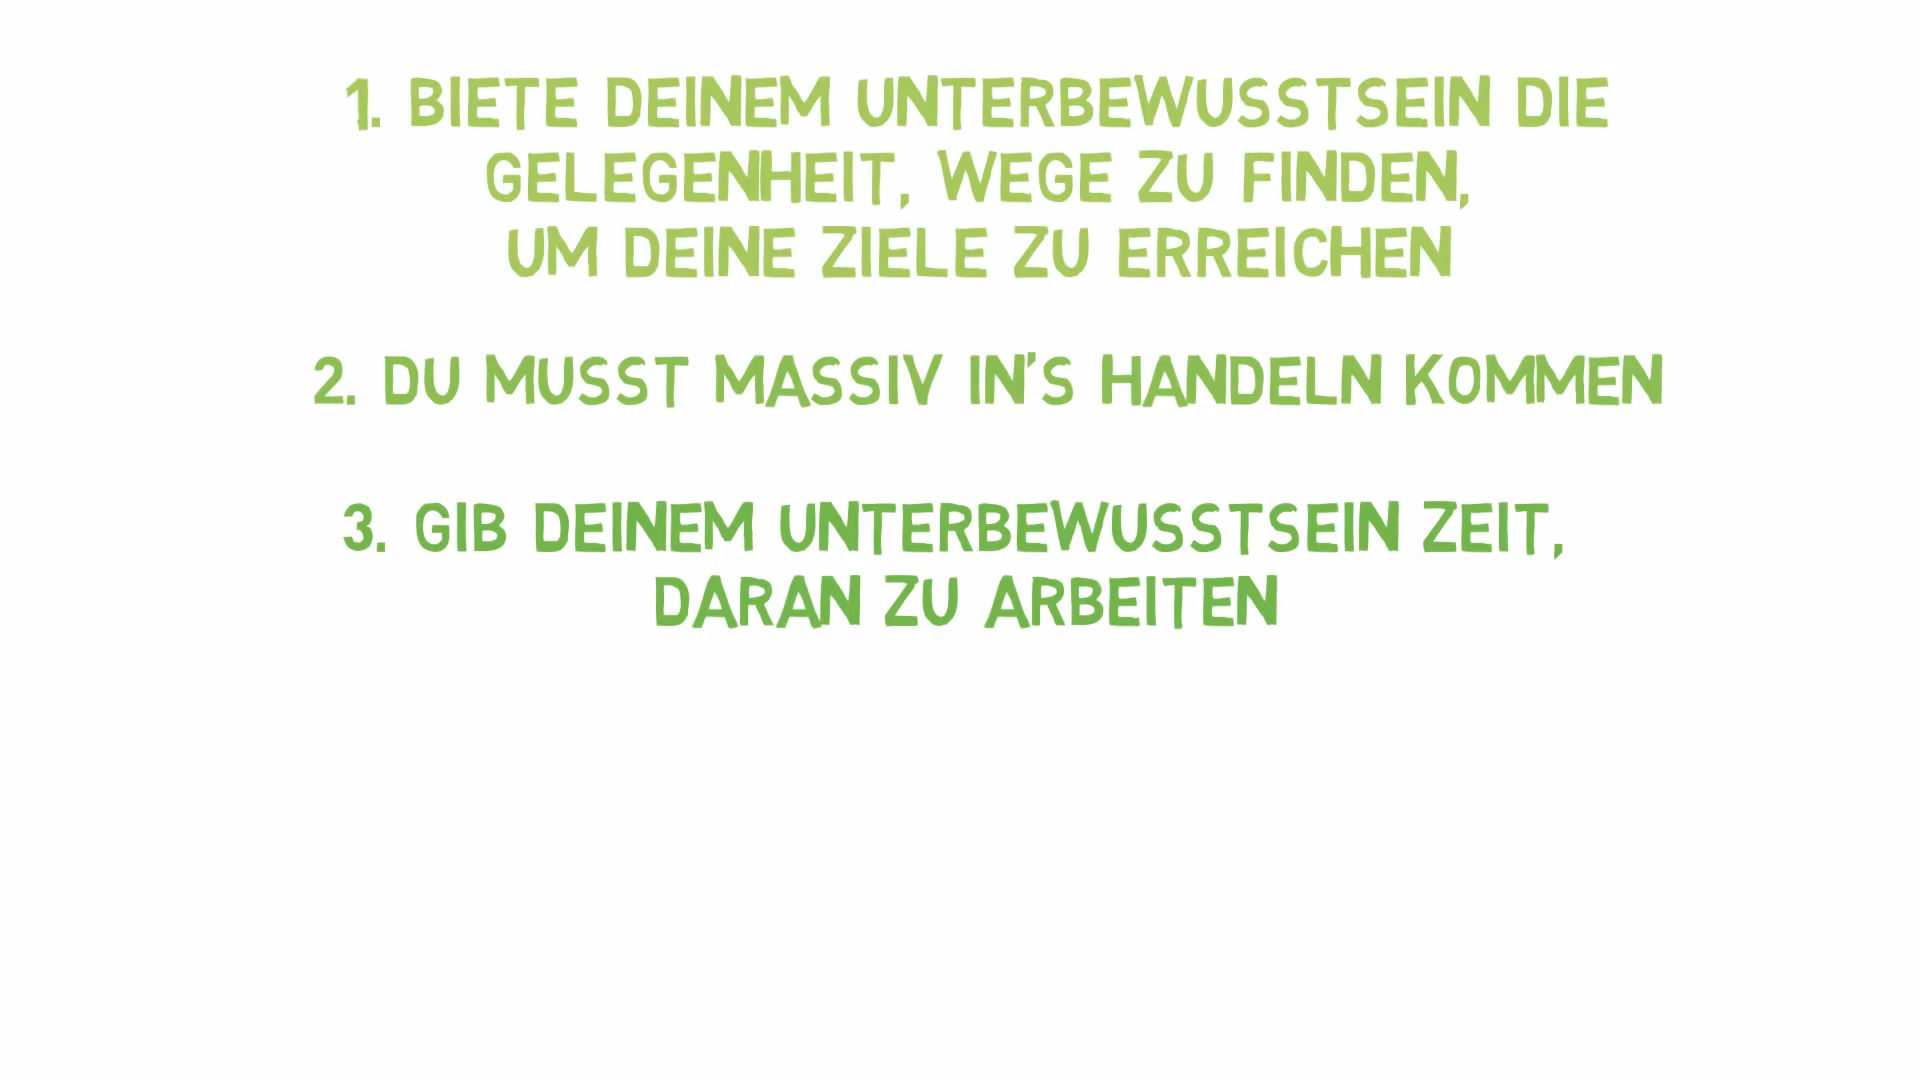 1. BIETE DEINEM UNTERBEWUSSTSEIN DIE
GELEGENHEIT, WEGE ZU FINDEN,
UM DEINE ZIELE ZU ERREICHEN
2. DU MUSST MASSIV IN'S HANDELN KOMMEN
3. GIB DEINEM UNTERBEWUSSTSEIN ZEIT,
DARAN ZU ARBEITEN